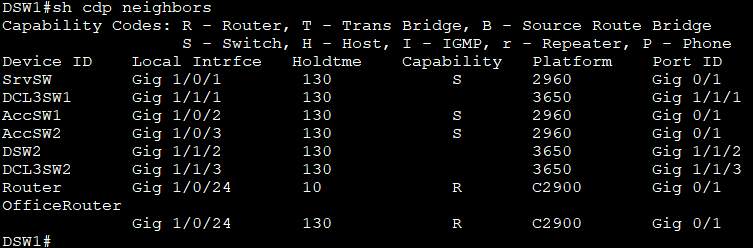 DSW1#sh cdp neighbors
Capability Codes: R - Router, T - Trans Bridge, B - Source Route Bridge
S - Switch, H - Host, I - IGMP, r - Repeater, P - Phone
Device ID    Local Intrfce   Holdtme    Capability   Platform    Port ID
SrvSW        Gig 1/0/1        130            S       2960        Gig 0/1
DCL3SW1      Gig 1/1/1        130                    3650        Gig 1/1/1
AccSW1       Gig 1/0/2        130            S       2960        Gig 0/1
AccSW2       Gig 1/0/3        130            S       2960        Gig 0/1
DSW2         Gig 1/1/2        130                    3650        Gig 1/1/2
DCL3SW2      Gig 1/1/3        130                    3650        Gig 1/1/3
Router       Gig 1/0/24       10             R       C2900       Gig 0/1
OfficeRouter
Gig 1/0/24       130            R       C2900       Gig 0/1
DSW1#